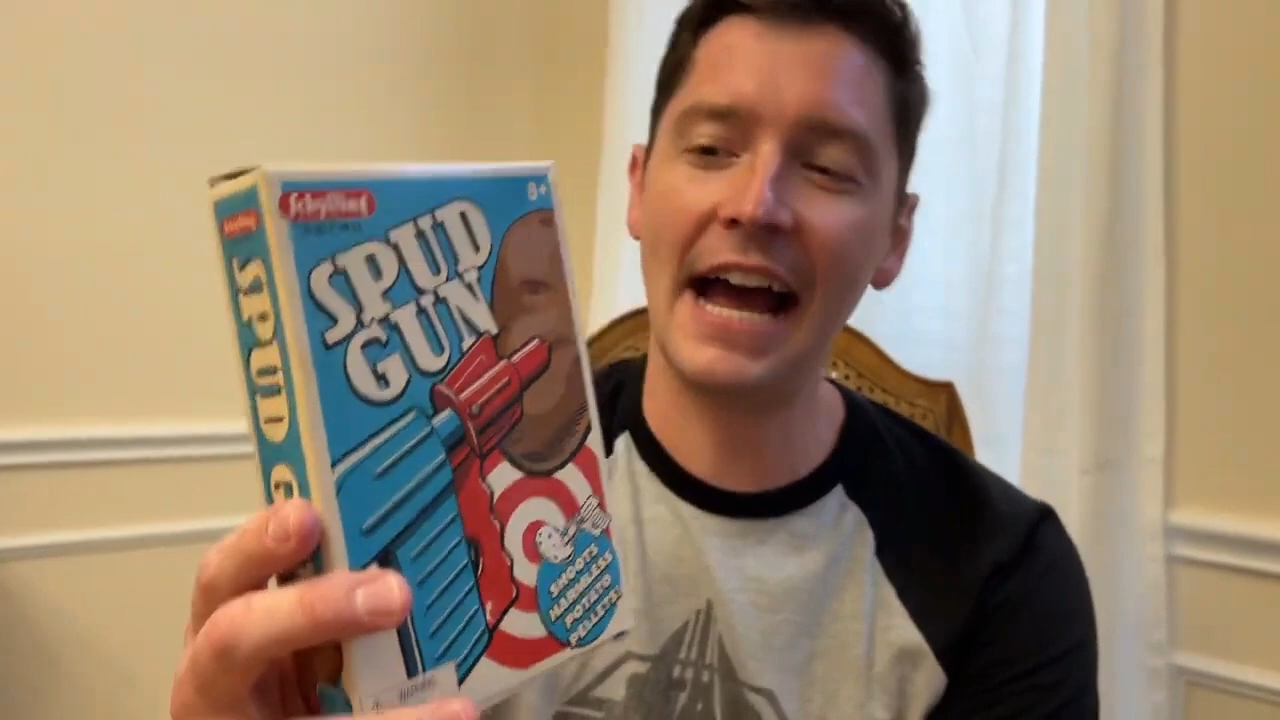 Schylling
8+
SPUD
GUN
SPUD G
SHOOTS
HARMLESS
POTATO
PELLETS!